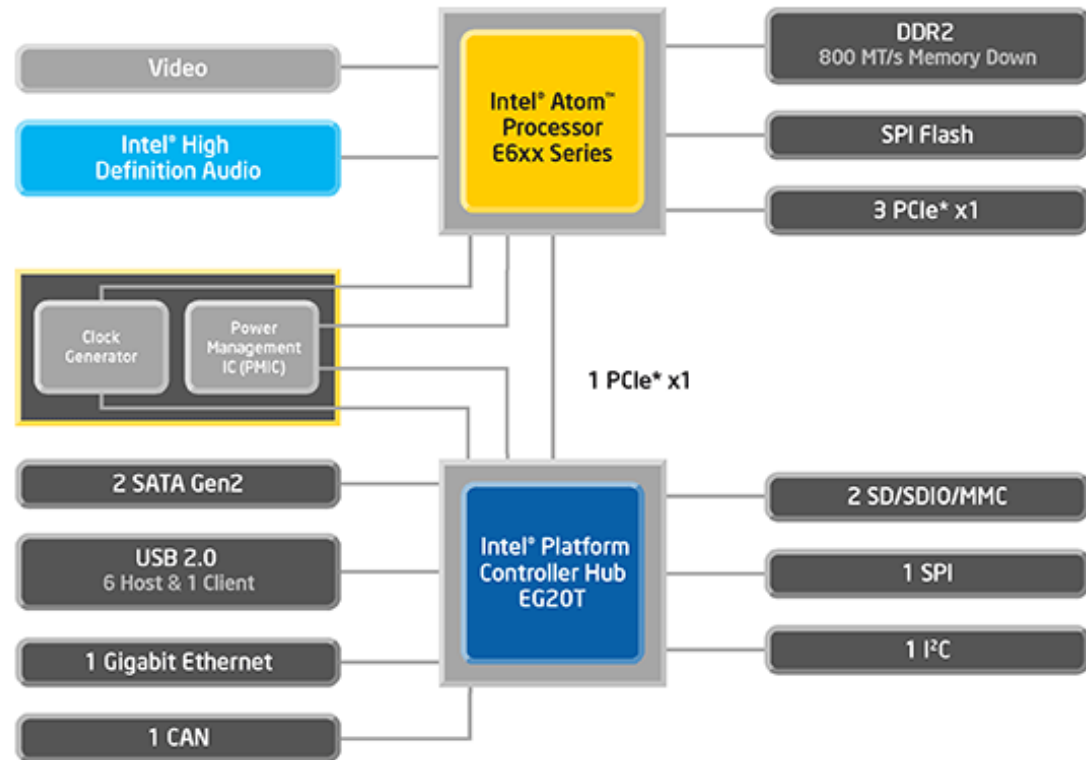 Video
Intel® High
Definition Audio
Intel® Atom™
Processor
E6xx Series
DDR2
800 MT/s Memory Down
SPI Flash
3 PCIe* x1
Clock
Generator
Power
Management
IC (PMIC)
1 PCIe* x1
2 SATA Gen2
USB 2.0
6 Host & 1 Client
1 Gigabit Ethernet
1 CAN
Intel® Platform
Controller Hub
EG20T
2 SD/SDIO/MMC
1 SPI
1 I²C